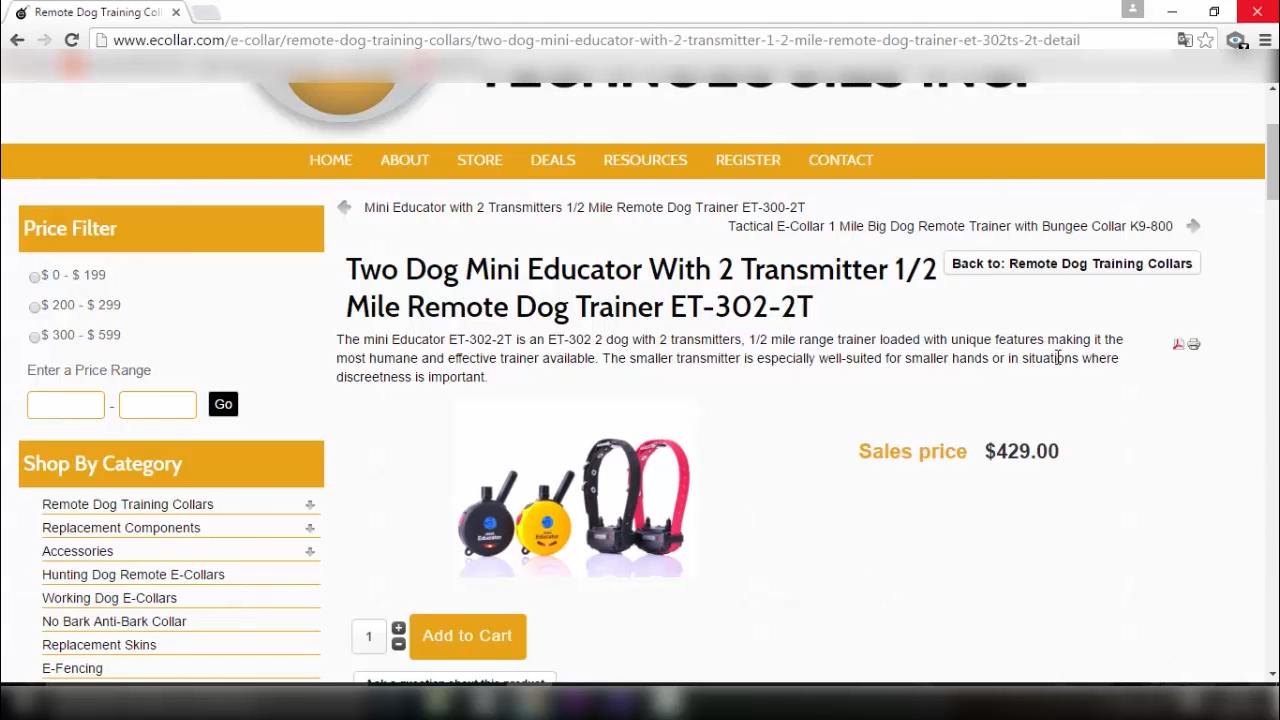 Remote Dog Training Coll
www.ecollar.com/e-collar/remote-dog-training-collars/two-dog-mini-educator-with-2-transmitter-1-2-mile-remote-dog-trainer-et-302ts-2t-detail
TECHNOLOGIES INC.
HOME ABOUT STORE DEALS RESOURCES REGISTER CONTACT
Price Filter
$ 0 - $ 199
$ 200 - $ 299
$ 300 - $ 599
Enter a Price Range
- Go
Shop By Category
Remote Dog Training Collars
Replacement Components
Accessories
Hunting Dog Remote E-Collars
Working Dog E-Collars
No Bark Anti-Bark Collar
Replacement Skins
E-Fencing
Mini Educator with 2 Transmitters 1/2 Mile Remote Dog Trainer ET-300-2T
Tactical E-Collar 1 Mile Big Dog Remote Trainer with Bungee Collar K9-800
Back to: Remote Dog Training Collars
Two Dog Mini Educator With 2 Transmitter 1/2
Mile Remote Dog Trainer ET-302-2T
The mini Educator ET-302-2T is an ET-302 2 dog with 2 transmitters, 1/2 mile range trainer loaded with unique features making it the
most humane and effective trainer available. The smaller transmitter is especially well-suited for smaller hands or in situations where
discreetness is important.
Educator
Educator
Sales price $429.00
1
Add to Cart
Ask a question about this product